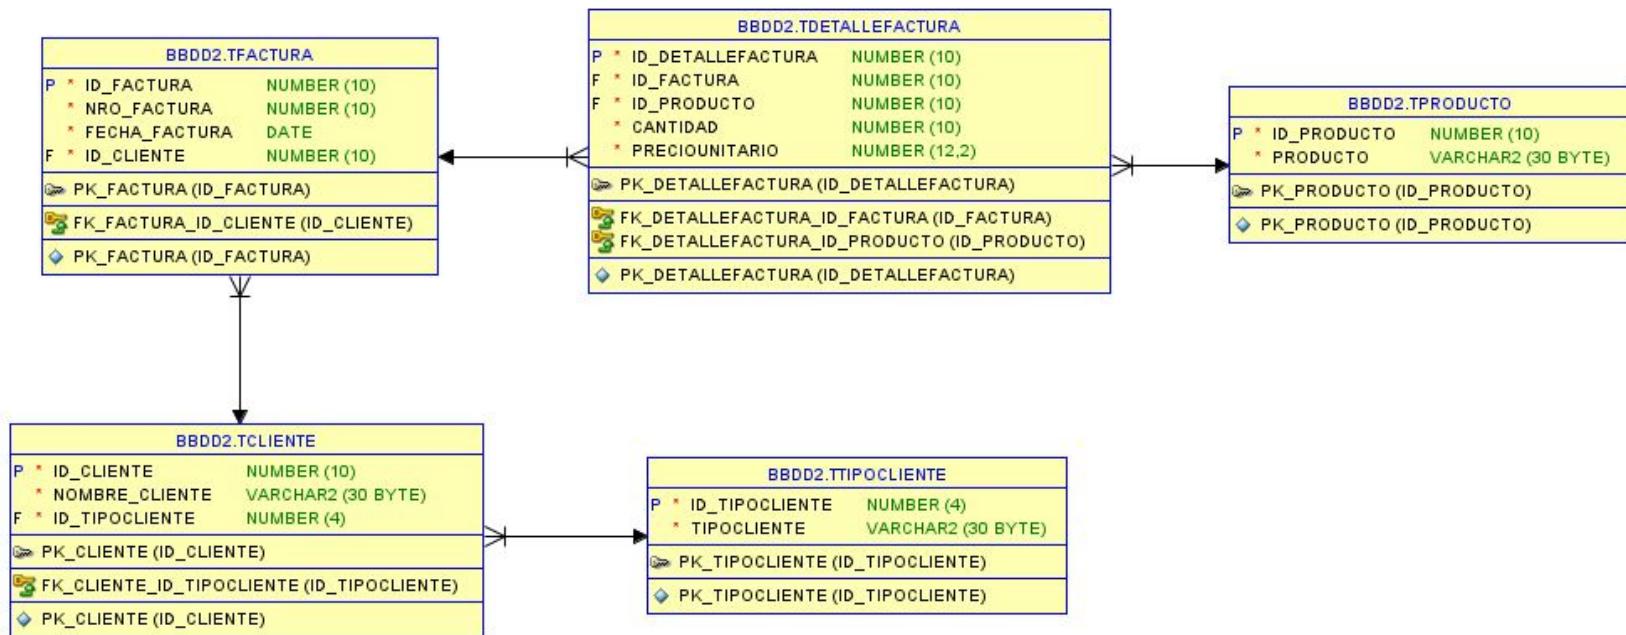 BBDD2.TFACTURA
P * ID_FACTURA NUMBER (10)
* NRO_FACTURA NUMBER (10)
* FECHA_FACTURA DATE
F * ID_CLIENTE NUMBER (10)
PK_FACTURA (ID_FACTURA)
FK_FACTURA_ID_CLIENTE (ID_CLIENTE)
PK_FACTURA (ID_FACTURA)
BBDD2.TDETALLEFACTURA
P * ID_DETALLEFACTURA NUMBER (10)
F * ID_FACTURA NUMBER (10)
F * ID_PRODUCTO NUMBER (10)
* CANTIDAD NUMBER (10)
* PRECIOUNITARIO NUMBER (12,2)
PK_DETALLEFACTURA (ID_DETALLEFACTURA)
FK_DETALLEFACTURA_ID_FACTURA (ID_FACTURA)
FK_DETALLEFACTURA_ID_PRODUCTO (ID_PRODUCTO)
PK_DETALLEFACTURA (ID_DETALLEFACTURA)
BBDD2.TPRODUCTO
P * ID_PRODUCTO NUMBER (10)
* PRODUCTO VARCHAR2 (30 BYTE)
PK_PRODUCTO (ID_PRODUCTO)
PK_PRODUCTO (ID_PRODUCTO)
BBDD2.TCLIENTE
P * ID_CLIENTE NUMBER (10)
* NOMBRE_CLIENTE VARCHAR2 (30 BYTE)
F * ID_TIPOCLIENTE NUMBER (4)
PK_CLIENTE (ID_CLIENTE)
FK_CLIENTE_ID_TIPOCLIENTE (ID_TIPOCLIENTE)
PK_CLIENTE (ID_CLIENTE)
BBDD2.TTIPOCLIENTE
P * ID_TIPOCLIENTE NUMBER (4)
* TIPOCLIENTE VARCHAR2 (30 BYTE)
PK_TIPOCLIENTE (ID_TIPOCLIENTE)
PK_TIPOCLIENTE (ID_TIPOCLIENTE)